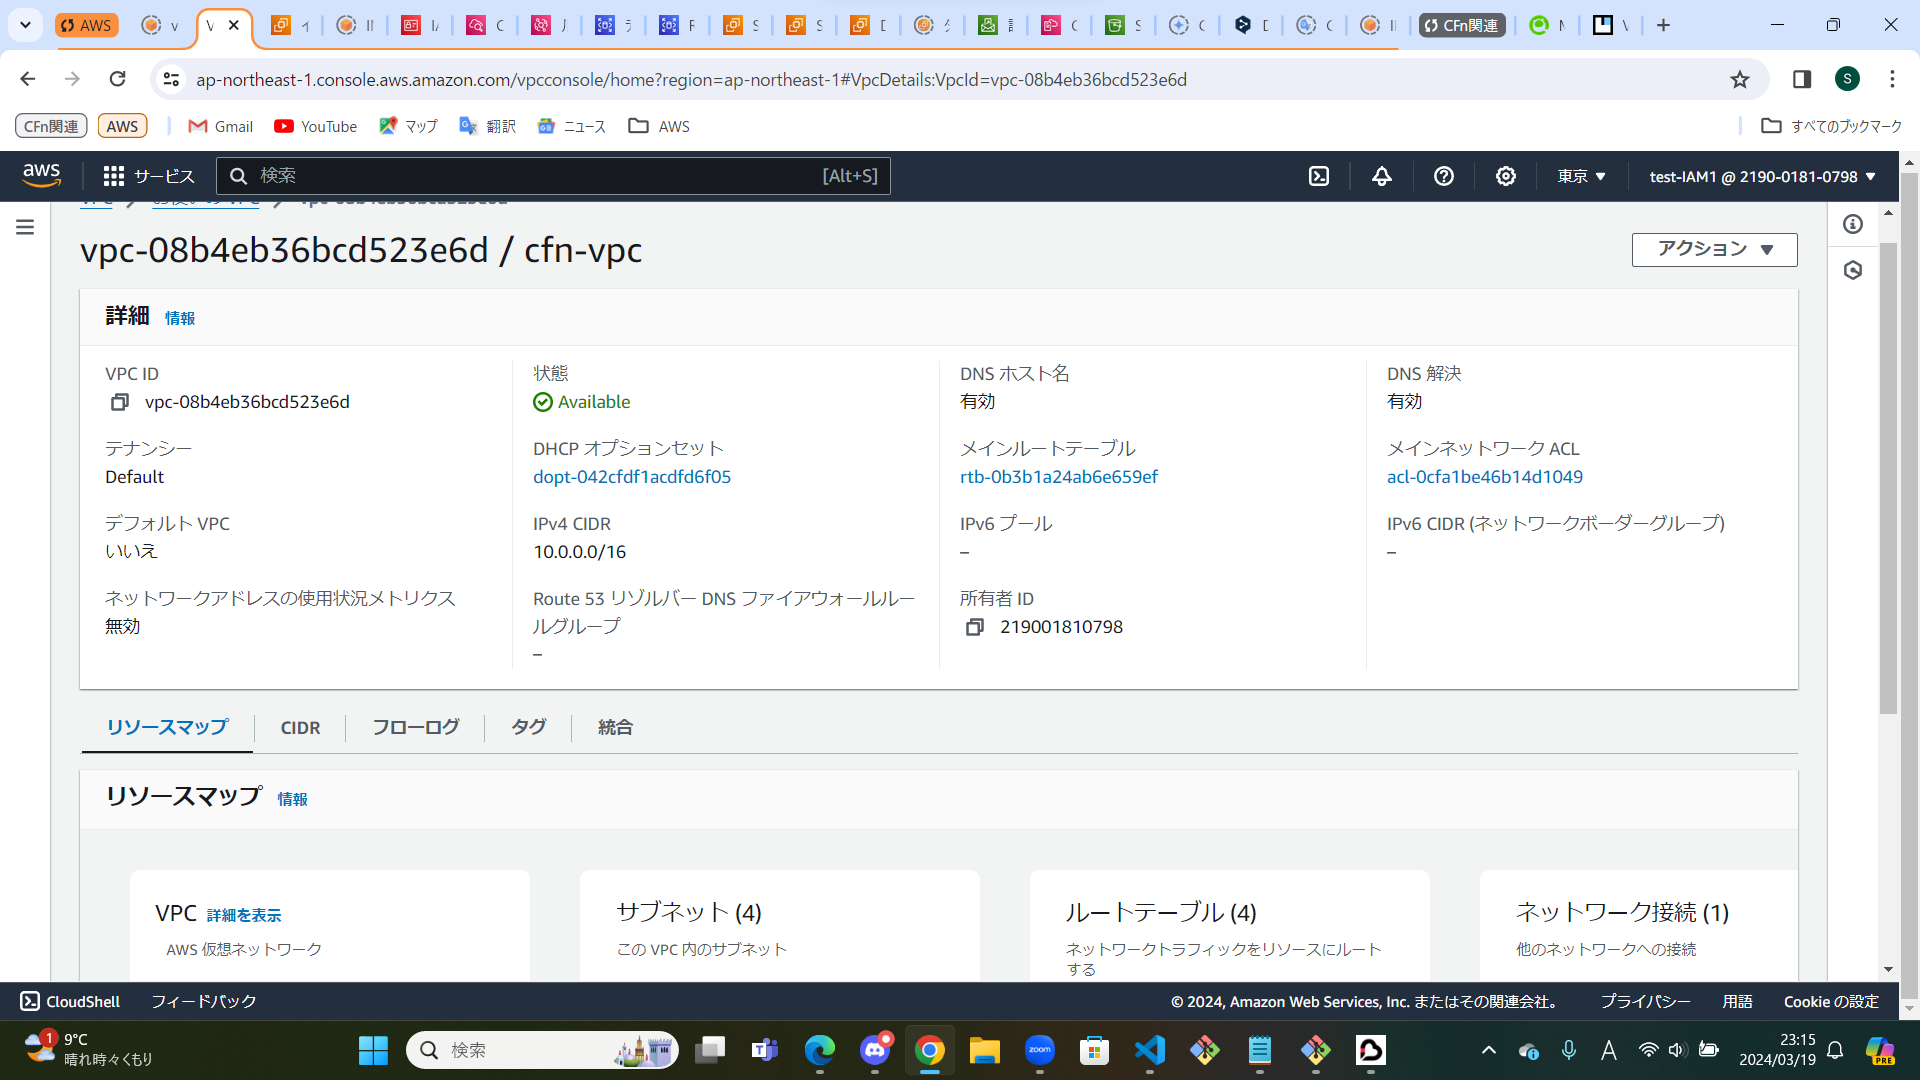 AWS
CFn関連
ap-northeast-1.console.aws.amazon.com/vpcconsole/home?region=ap-northeast-1#VpcDetails:VpcId=vpc-08b4eb36bcd523e6d
S
CFn関連
AWS
Gmail
YouTube
マップ
翻訳
ニュース
AWS
すべてのブックマーク
aws
サービス
検索
[Alt+S]
東京
test-IAM1 @ 2190-0181-0798
vpc-08b4eb36bcd523e6d / cfn-vpc
アクション
詳細 情報
VPC ID
vpc-08b4eb36bcd523e6d
状態
Available
DNS ホスト名
有効
DNS 解決
有効
テナンシー
Default
DHCP オプションセット
dopt-042cfdf1acdfd6f05
メインルートテーブル
rtb-0b3b1a24ab6e659ef
メインネットワーク ACL
acl-0cfa1be46b14d1049
デフォルト VPC
いいえ
IPv4 CIDR
10.0.0.0/16
IPv6 プール
–
IPv6 CIDR (ネットワークボーダーグループ)
–
ネットワークアドレスの使用状況メトリクス
無効
Route 53 リゾルバー DNS ファイアウォールルー
ルグループ
–
所有者 ID
219001810798
リソースマップ
CIDR
フローログ
タグ
統合
リソースマップ 情報
VPC 詳細を表示
AWS 仮想ネットワーク
サブネット (4)
この VPC 内のサブネット
ルートテーブル (4)
ネットワークトラフィックをリソースにルート
する
ネットワーク接続 (1)
他のネットワークへの接続
CloudShell
フィードバック
© 2024, Amazon Web Services, Inc. またはその関連会社。
プライバシー
用語
Cookie の設定
1
9°C
晴れ時々くもり
検索
zoom
A
23:15
2024/03/19
PRE